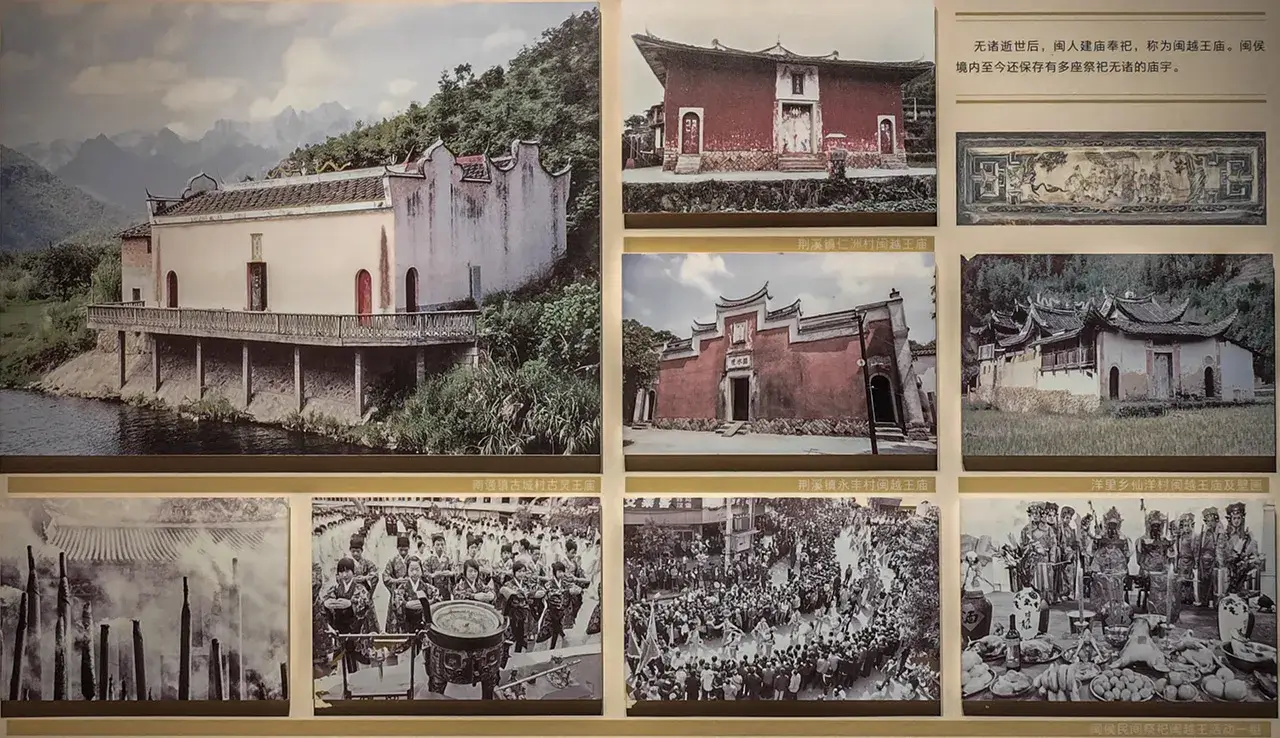 无诸逝世后，闽人建庙奉祀，称为闽越王庙。闽侯
境内至今还保存有多座祭祀无诸的庙宇。
荆溪镇仁洲村闽越王庙
南通镇古城村古灵王庙
荆溪镇永丰村闽越王庙
洋里乡仙洋村闽越王庙及壁画
闽侯民间祭祀闽越王活动一组